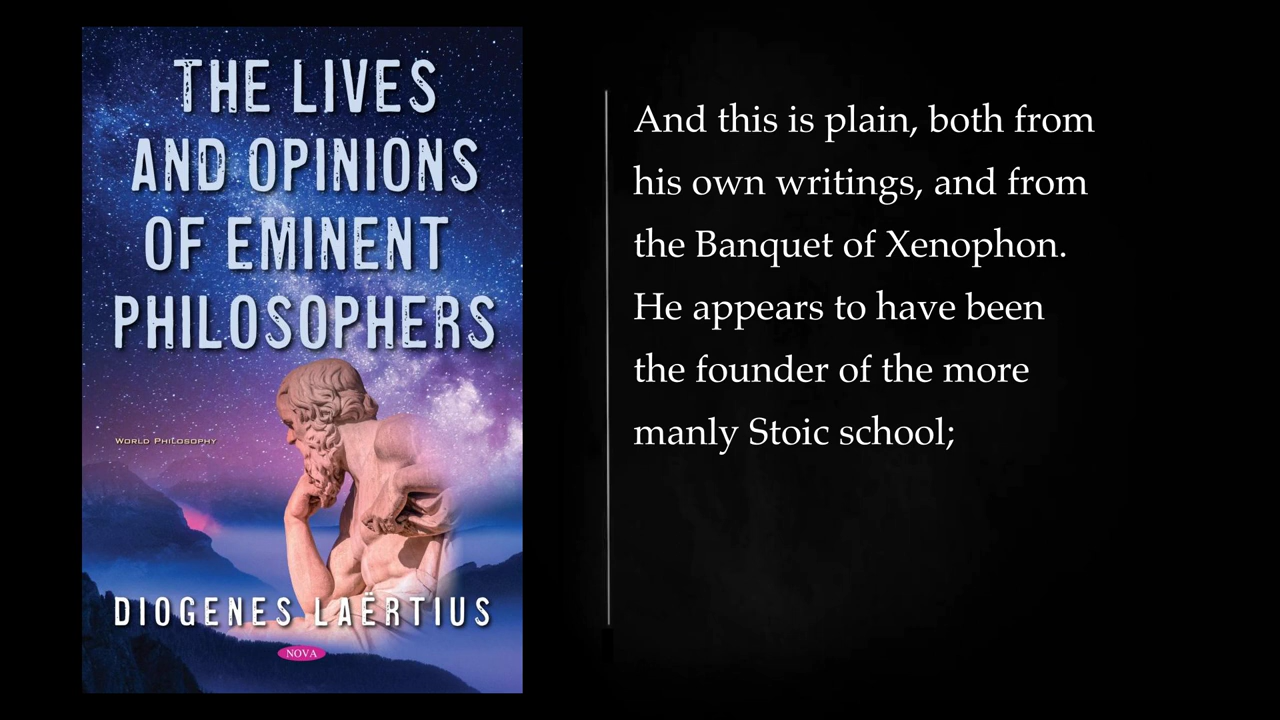 THE LIVES
AND OPINIONS
OF EMINENT
PHILOSOPHERS
WORLD PHILOSOPHY
DIOGENES LAËRTIUS
NOVA
And this is plain, both from
his own writings, and from
the Banquet of Xenophon.
He appears to have been
the founder of the more
manly Stoic school;